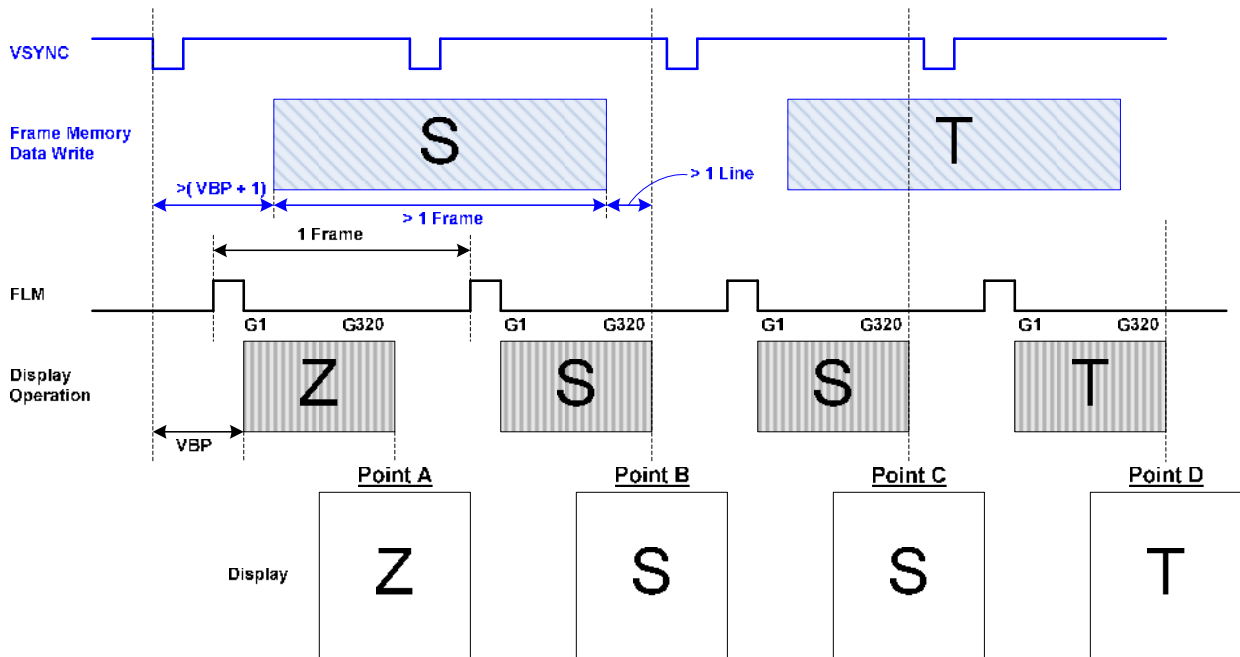 VSYNC
Frame Memory
Data Write
S
T
>( VBP + 1)
> 1 Frame
> 1 Line
1 Frame
FLM
G1
G320
G1
G320
G1
G320
G1
G320
Display
Operation
Z
S
S
T
VBP
Point A
Point B
Point C
Point D
Display
Z
S
S
T